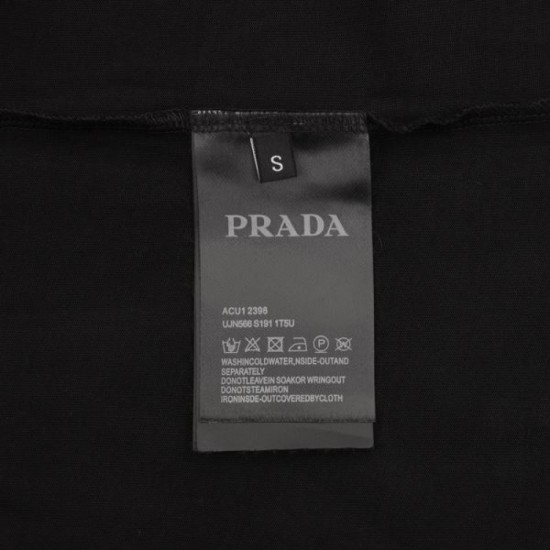 S
PRADA
ACU1 2398
UJN566 S191 1T5U
P
WASHINCOLDWATER,NSIDE-OUTAND
SEPARATELY
DONOTLEAVEIN SOAKOR WRINGOUT
DONOTSTEAMIRON
IRONINSDE-OUTCOVEREDBYCLOTH